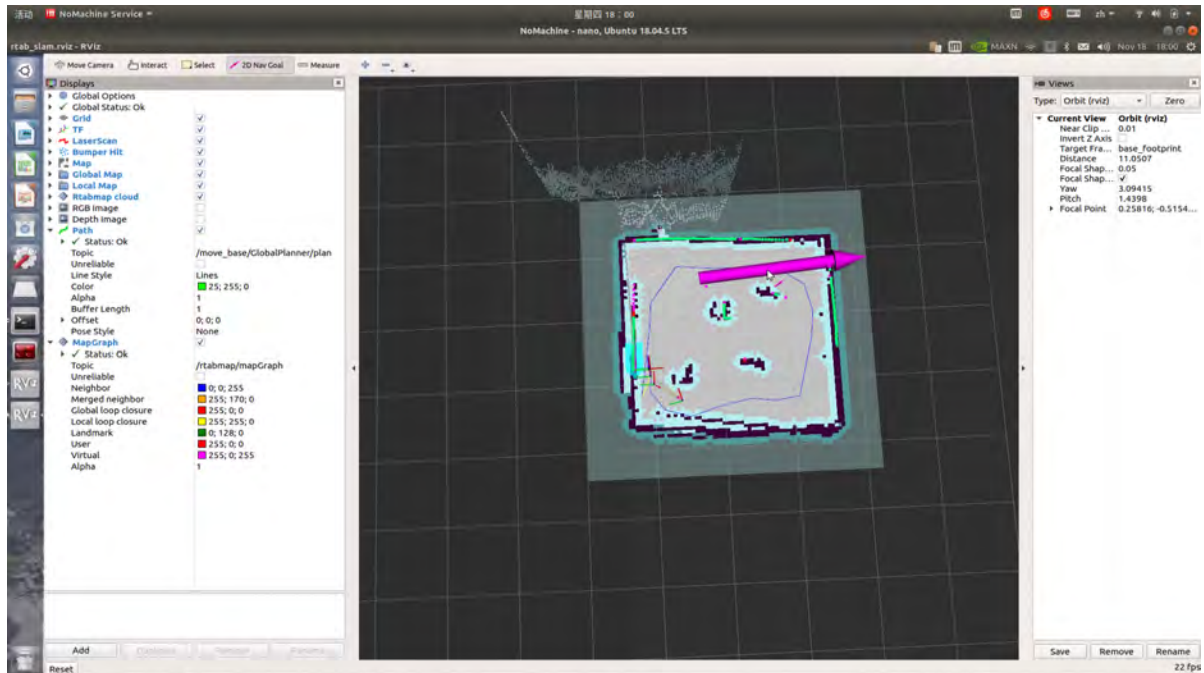 活动 NoMachine Service 星期四 18：00 zh
NoMachine - nano, Ubuntu 18.04.5 LTS
rtab_slam.rviz - RViz MAXN Nov 18 18:00
Move Camera Interact Select 2D Nav Goal Measure
Displays
Global Options
Global Status: Ok
Grid
TF
LaserScan
Bumper Hit
Map
Global Map
Local Map
Rtabmap cloud
RGB Image
Depth Image
Path
Status: Ok
Topic /move_base/GlobalPlanner/plan
Unreliable
Line Style Lines
Color 25; 255; 0
Alpha 1
Buffer Length 1
Offset 0; 0; 0
Pose Style None
MapGraph
Status: Ok
Topic /rtabmap/mapGraph
Unreliable
Neighbor 0; 0; 255
Merged neighbor 255; 170; 0
Global loop closure 255; 0; 0
Local loop closure 255; 255; 0
Landmark 0; 128; 0
User 255; 0; 0
Virtual 255; 0; 255
Alpha 1
Add
Reset
Views
Type: Orbit (rviz) Zero
Current View Orbit (rviz)
Near Clip ... 0.01
Invert Z Axis
Target Fra... base_footprint
Distance 11.0507
Focal Shap... 0.05
Focal Shap...
Yaw 3.09415
Pitch 1.4398
Focal Point 0.25816; -0.5154...
Save Remove Rename
22 fps